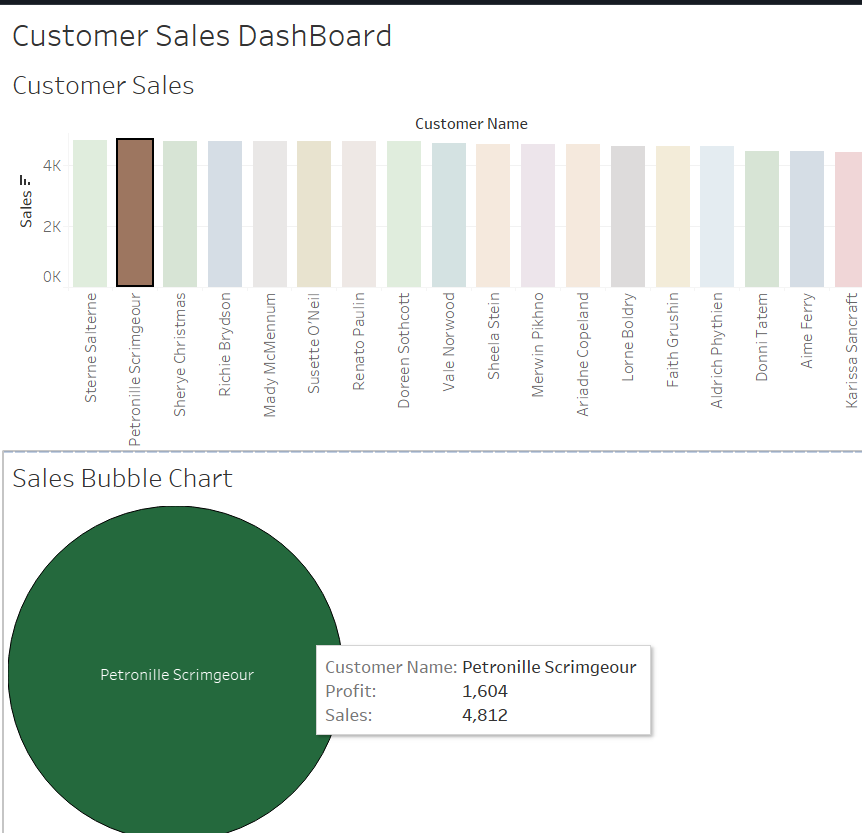 Customer Sales DashBoard
Customer Sales
Customer Name
Sales
4K
2K
0K
Sterne Salterne
Petronille Scrimgeour
Sherye Christmas
Richie Brydson
Mady McMennum
Susette O'Neil
Renato Paulin
Doreen Sothcott
Vale Norwood
Sheela Stein
Merwin Pikhno
Ariadne Copeland
Lorne Boldry
Faith Grushin
Aldrich Phythien
Donni Tatem
Aime Ferry
Karissa Sancraft
Sales Bubble Chart
Petronille Scrimgeour
Customer Name: Petronille Scrimgeour
Profit: 1,604
Sales: 4,812